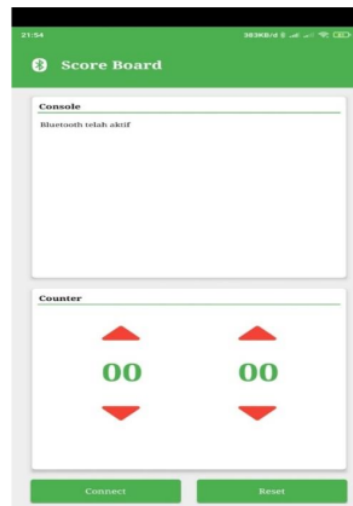 21:54
Score Board
Console
Bluetooth telah aktif
Counter
00 00
Connect Reset